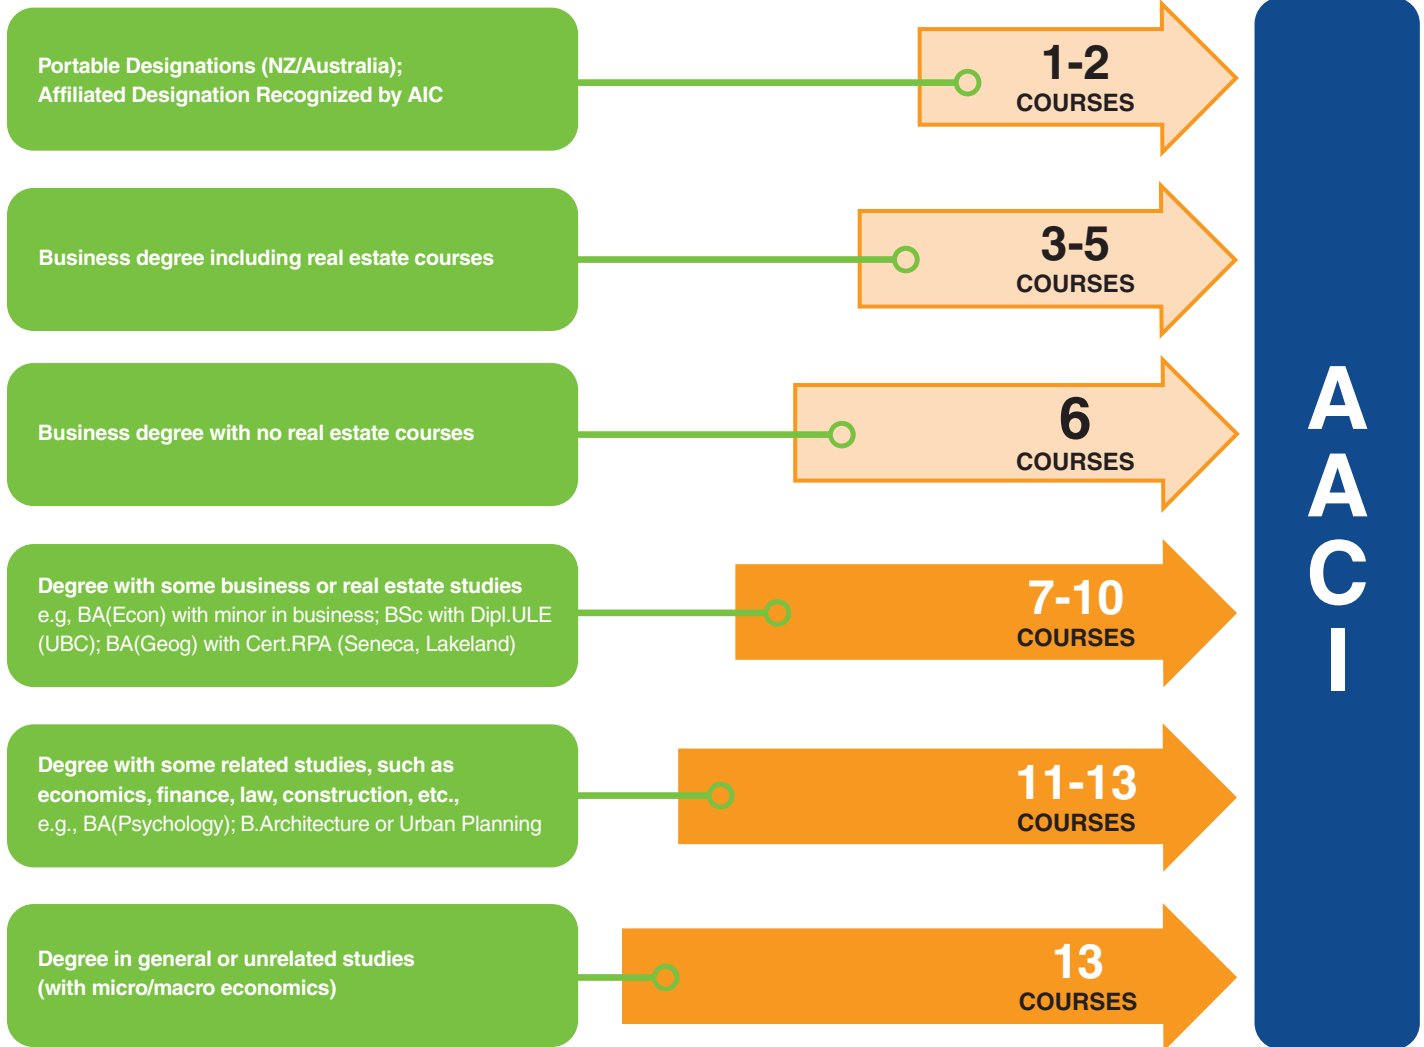 Portable Designations (NZ/Australia);
Affiliated Designation Recognized by AIC
1-2
COURSES
Business degree including real estate courses
3-5
COURSES
Business degree with no real estate courses
6
COURSES
Degree with some business or real estate studies
e.g, BA(Econ) with minor in business; BSc with Dipl.ULE
(UBC); BA(Geog) with Cert.RPA (Seneca, Lakeland)
7-10
COURSES
Degree with some related studies, such as
economics, finance, law, construction, etc.,
e.g., BA(Psychology); B.Architecture or Urban Planning
11-13
COURSES
Degree in general or unrelated studies
(with micro/macro economics)
13
COURSES
A
A
C
I